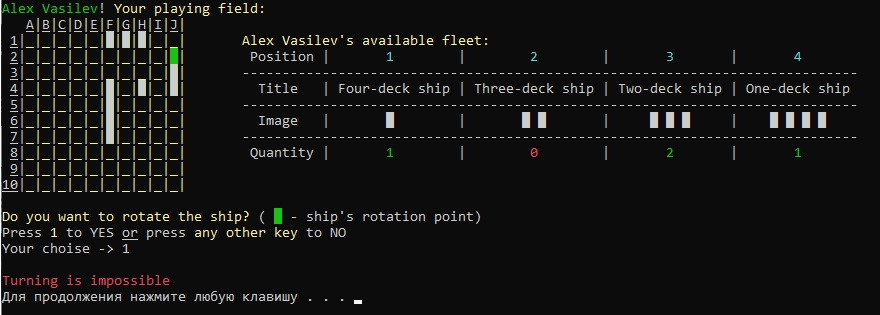 Alex Vasilev! Your playing field:
A|B|C|D|E|F|G|H|I|J|
1|_|_|_|_|_| | | |_|_|
Alex Vasilev's available fleet:
2|_|_|_|_|_|_|_|_|_| |
Position | 1 | 2 | 3 | 4
3|_|_|_|_|_|_|_|_|_| |
4|_|_|_|_|_| |_| |_| |
Title | Four-deck ship | Three-deck ship | Two-deck ship | One-deck ship
5|_|_|_|_|_| |_|_|_|_|
6|_|_|_|_|_| |_|_|_|_|
Image | █ | █ █ | █ █ █ | █ █ █ █
7|_|_|_|_|_| |_|_|_|_|
8|_|_|_|_|_|_|_|_|_|_|
Quantity | 1 | 0 | 2 | 1
9|_|_|_|_|_|_|_|_|_|_|
10|_|_|_|_|_|_|_|_|_|_|
Do you want to rotate the ship? ( █ - ship's rotation point)
Press 1 to YES or press any other key to NO
Your choise -> 1
Turning is impossible
Для продолжения нажмите любую клавишу . . .